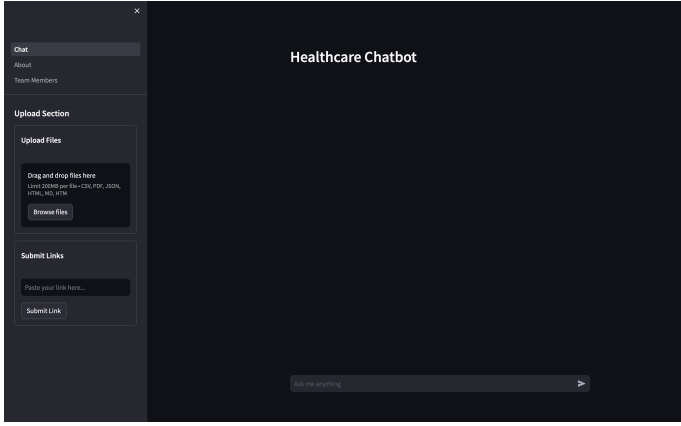 ×
Chat
About
Team Members
Upload Section
Upload Files
Drag and drop files here
Limit 200MB per file • CSV, PDF, JSON,
HTML, MD, HTM
Browse files
Submit Links
Paste your link here...
Submit Link
Healthcare Chatbot
Ask me anything